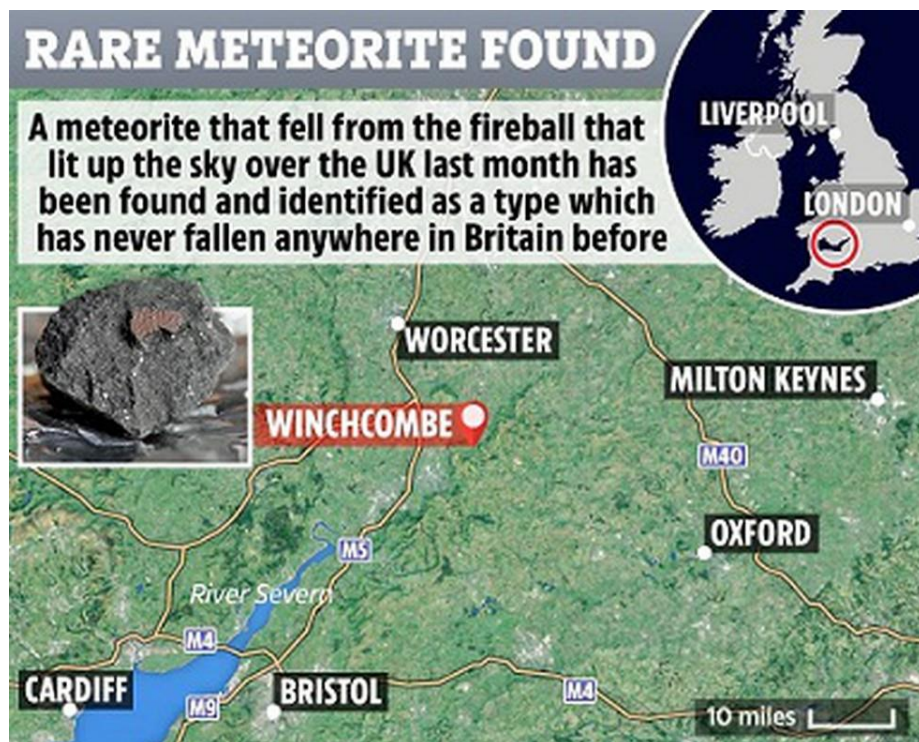 RARE METEORITE FOUND
A meteorite that fell from the fireball that
lit up the sky over the UK last month has
been found and identified as a type which
has never fallen anywhere in Britain before
LIVERPOOL
LONDON
WORCESTER
MILTON KEYNES
WINCHCOMBE
M40
OXFORD
M5
River Severn
M4
CARDIFF
M9
BRISTOL
M4
10 miles